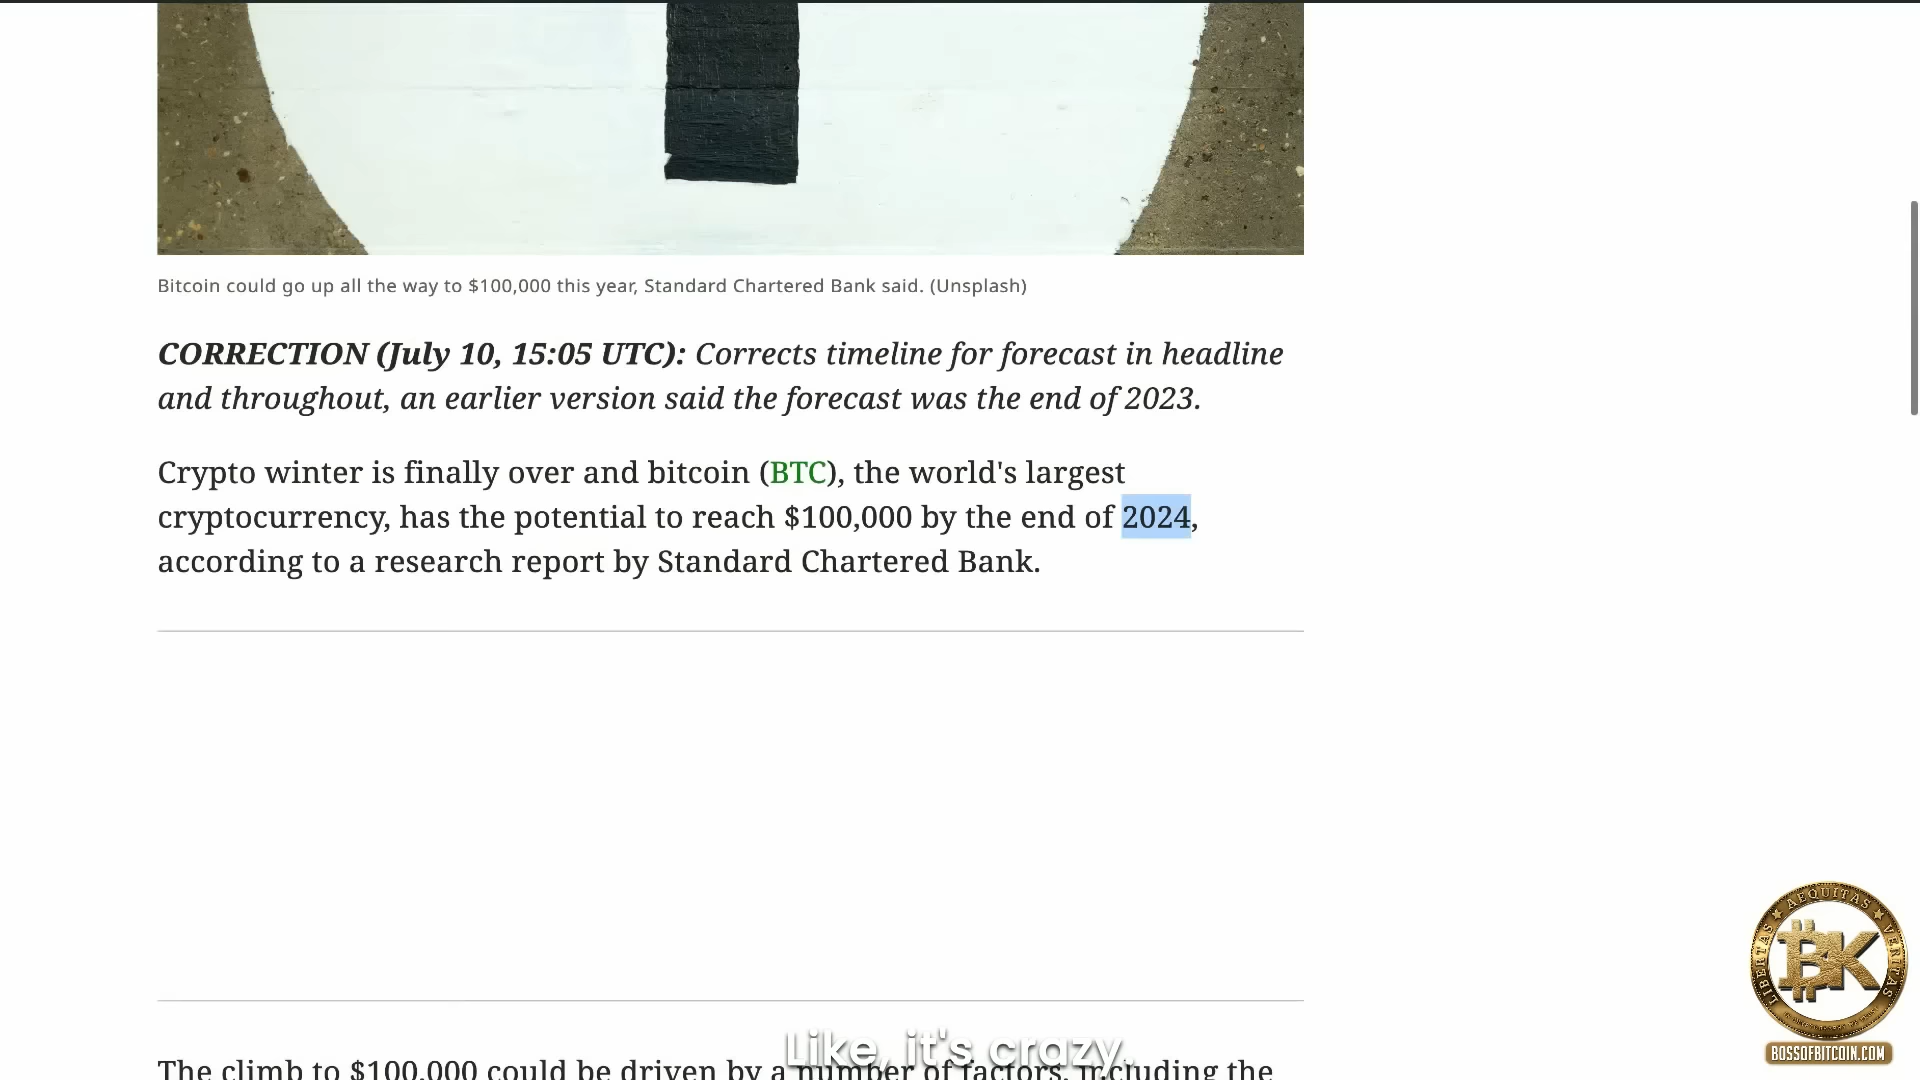 Bitcoin could go up all the way to $100,000 this year, Standard Chartered Bank said. (Unsplash)
CORRECTION (July 10, 15:05 UTC): Corrects timeline for forecast in headline
and throughout, an earlier version said the forecast was the end of 2023.
Crypto winter is finally over and bitcoin (BTC), the world's largest
cryptocurrency, has the potential to reach $100,000 by the end of 2024,
according to a research report by Standard Chartered Bank.
The climb to $100,000 could be driven by a number of factors, including the
Like, it's crazy.
LIBERTAS ★ AEQUITAS ★ VERITAS
BK
BOSSOFBITCOIN.COM